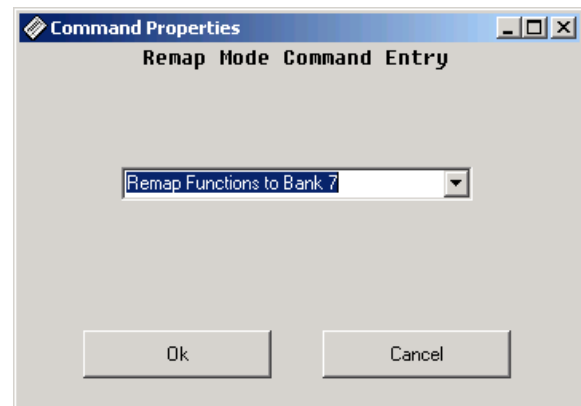 Command Properties
Remap Mode Command Entry
Remap Functions to Bank 7
Ok
Cancel